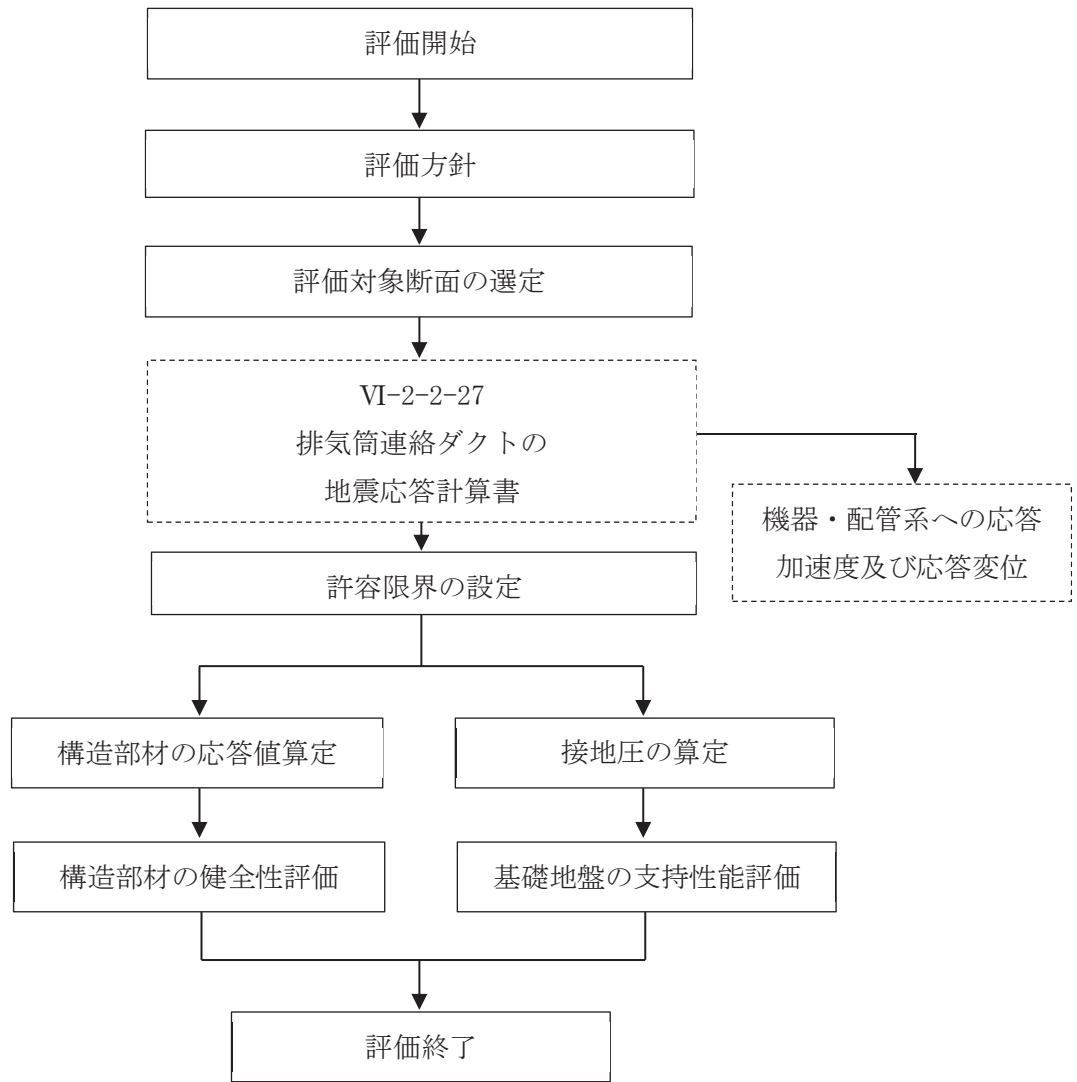 評価開始
評価方針
評価対象断面の選定
Ⅵ-2-2-27
排気筒連絡ダクトの
地震応答計算書
機器・配管系への応答
加速度及び応答変位
許容限界の設定
構造部材の応答値算定
接地圧の算定
構造部材の健全性評価
基礎地盤の支持性能評価
評価終了